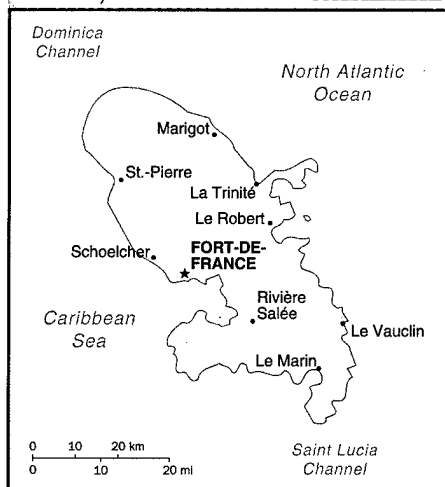 Dominica
Channel
North Atlantic
Ocean
Marigot
St.-Pierre
La Trinité
Le Robert
Schoelcher
FORT-DE-
FRANCE
Rivière
Salée
Caribbean
Sea
Le Vauclin
Le Marin
0 10 20 km
0 10 20 mi
Saint Lucia
Channel